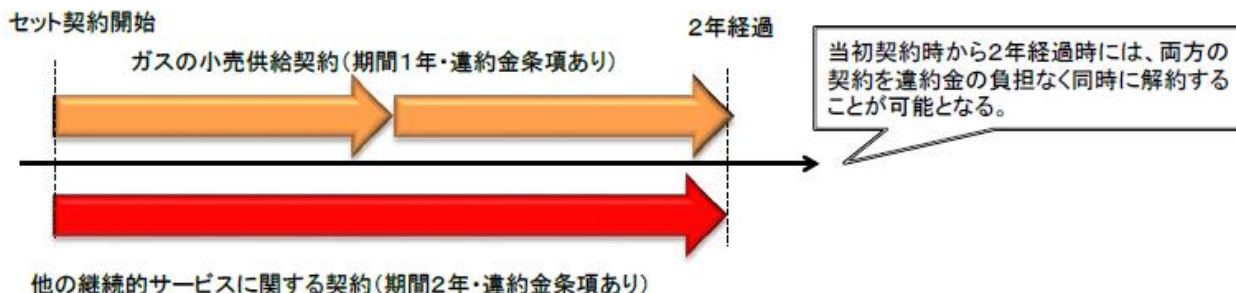 セット契約開始
2年経過
ガスの小売供給契約(期間1年・違約金条項あり)
当初契約時から2年経過時には、両方の
契約を違約金の負担なく同時に解約する
ことが可能となる。
他の継続的サービスに関する契約(期間2年・違約金条項あり)